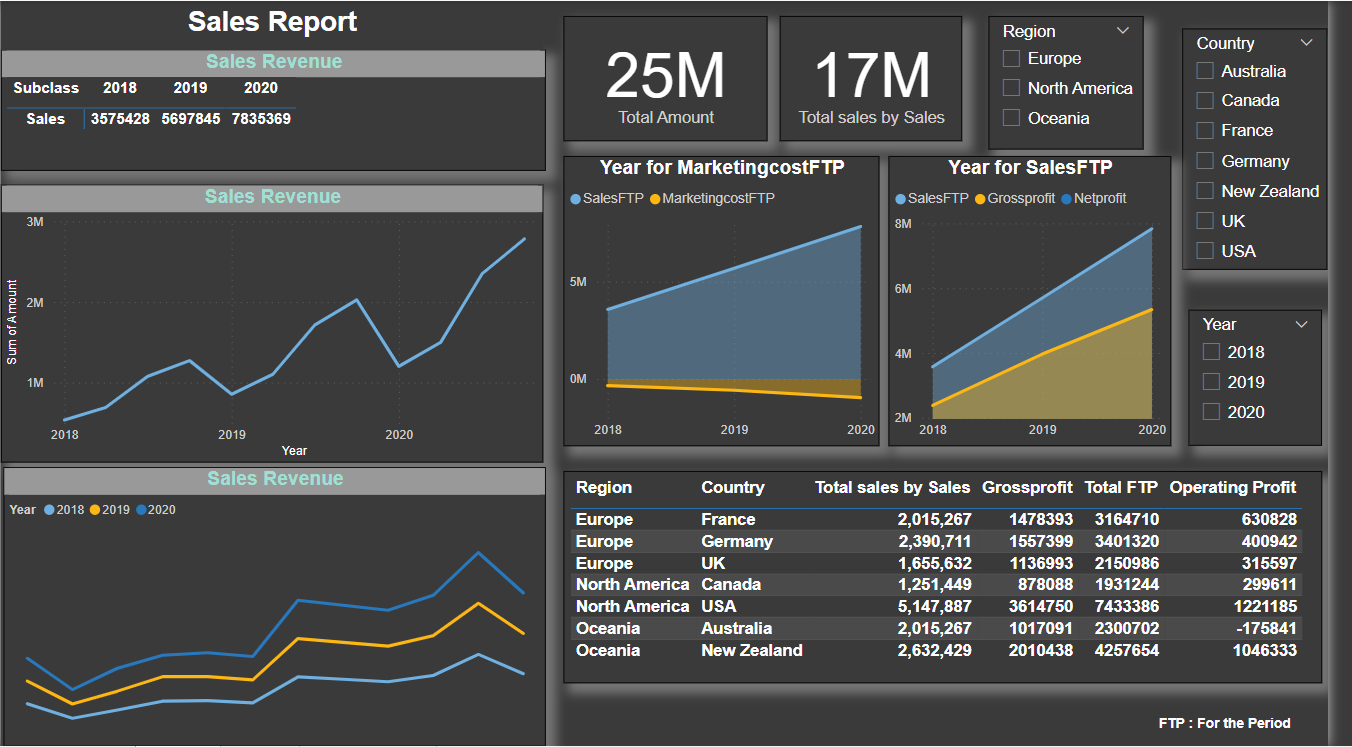 Sales Report
Sales Revenue
Subclass 2018 2019 2020
Sales 3575428 5697845 7835369
25M
Total Amount
17M
Total sales by Sales
Region
Europe
North America
Oceania
Country
Australia
Canada
France
Germany
New Zealand
UK
USA
Sales Revenue
3M
2M
1M
Sum of Amount
2018 2019 2020
Year
Year for MarketingcostFTP
SalesFTP MarketingcostFTP
5M
0M
2018 2019 2020
Year for SalesFTP
SalesFTP Grossprofit Netprofit
8M
6M
4M
2M
2018 2019 2020
Year
2018
2019
2020
Sales Revenue
Year 2018 2019 2020
Region Country Total sales by Sales Grossprofit Total FTP Operating Profit
Europe France 2,015,267 1478393 3164710 630828
Europe Germany 2,390,711 1557399 3401320 400942
Europe UK 1,655,632 1136993 2150986 315597
North America Canada 1,251,449 878088 1931244 299611
North America USA 5,147,887 3614750 7433386 1221185
Oceania Australia 2,015,267 1017091 2300702 -175841
Oceania New Zealand 2,632,429 2010438 4257654 1046333
FTP : For the Period